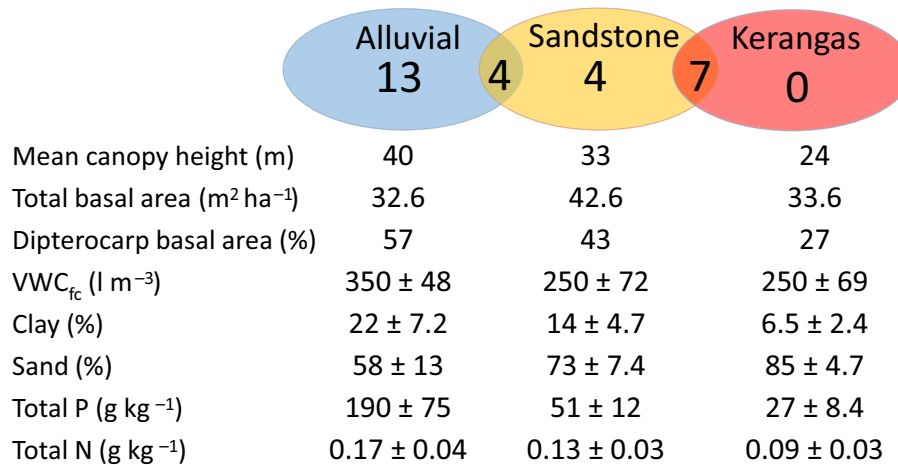 Alluvial Sandstone Kerangas
13 4 4 7 0
Mean canopy height (m) 40 33 24
Total basal area (m² ha⁻¹) 32.6 42.6 33.6
Dipterocarp basal area (%) 57 43 27
VWCfc (l m⁻³) 350 ± 48 250 ± 72 250 ± 69
Clay (%) 22 ± 7.2 14 ± 4.7 6.5 ± 2.4
Sand (%) 58 ± 13 73 ± 7.4 85 ± 4.7
Total P (g kg ⁻¹) 190 ± 75 51 ± 12 27 ± 8.4
Total N (g kg ⁻¹) 0.17 ± 0.04 0.13 ± 0.03 0.09 ± 0.03